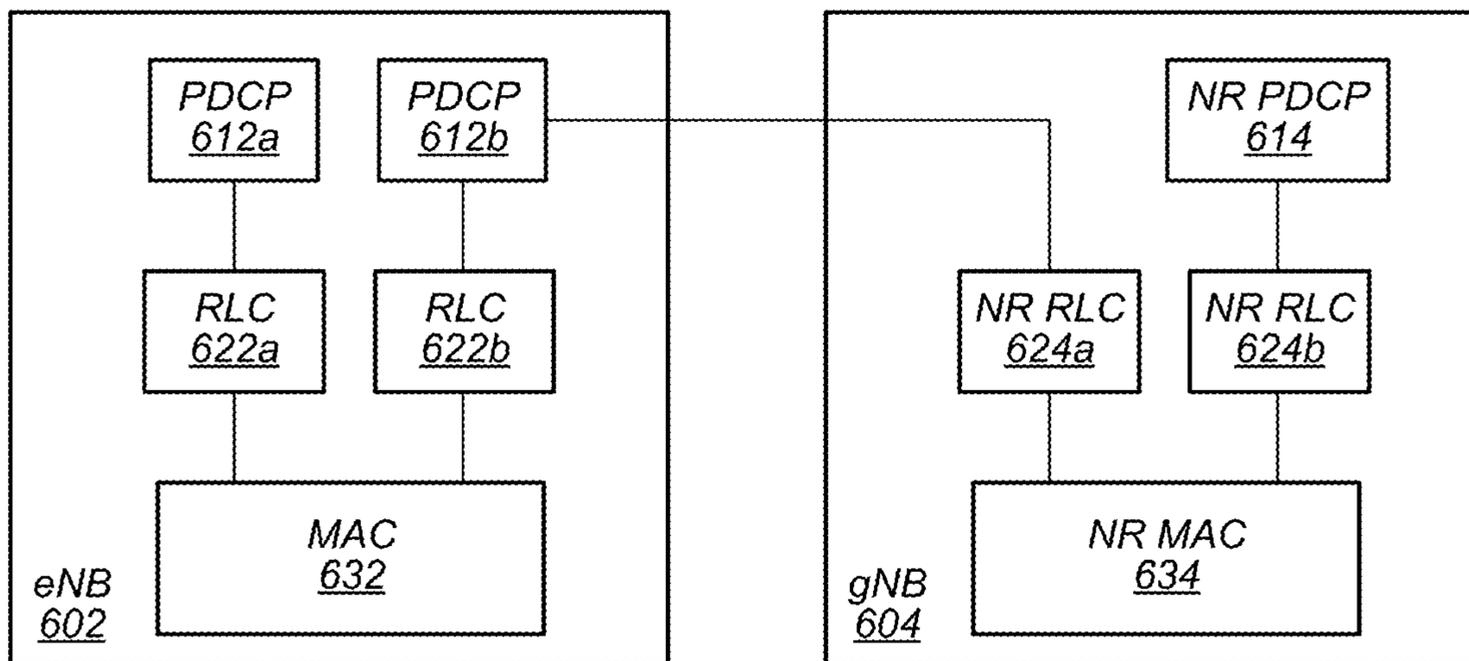 PDCP
612a
PDCP
612b
NR PDCP
614
RLC
622a
RLC
622b
NR RLC
624a
NR RLC
624b
MAC
632
NR MAC
634
eNB
602
gNB
604